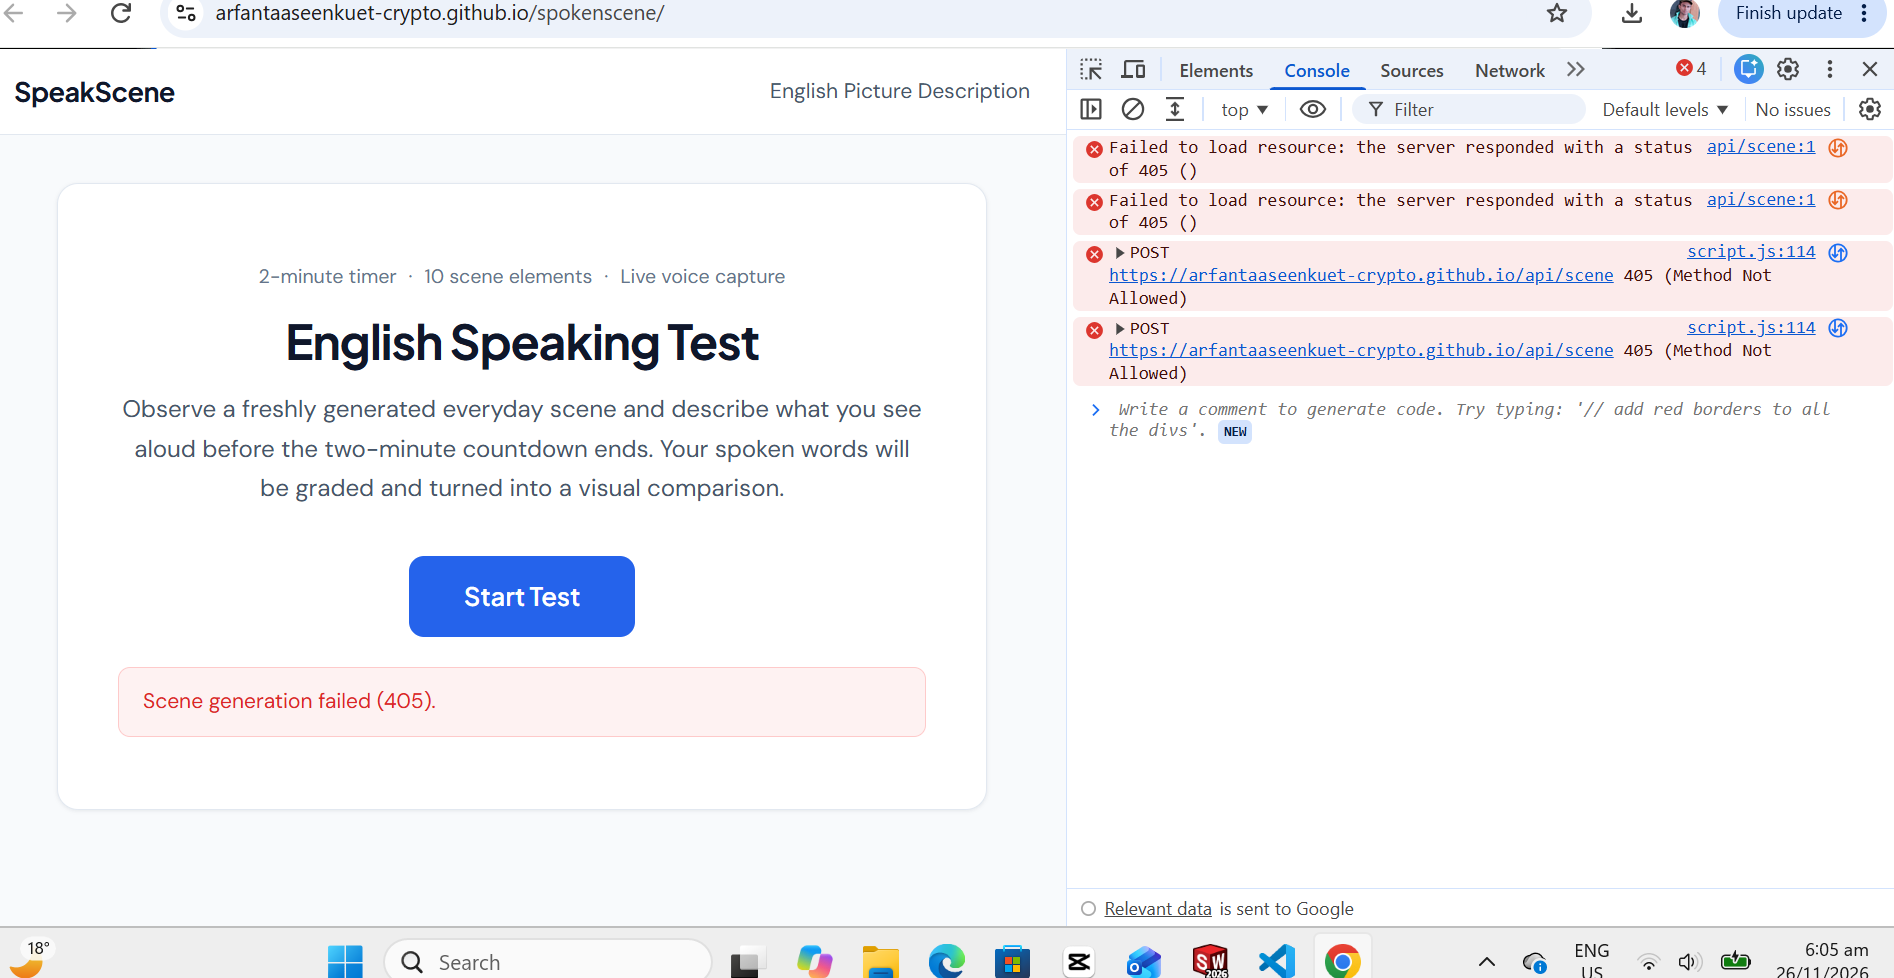 arfantaaseenkuet-crypto.github.io/spokenscene/
Finish update
SpeakScene
English Picture Description
2-minute timer · 10 scene elements · Live voice capture
English Speaking Test
Observe a freshly generated everyday scene and describe what you see
aloud before the two-minute countdown ends. Your spoken words will
be graded and turned into a visual comparison.
Start Test
Scene generation failed (405).
Elements Console Sources Network 4
top Filter Default levels No issues
Failed to load resource: the server responded with a status api/scene:1
of 405 ()
Failed to load resource: the server responded with a status api/scene:1
of 405 ()
POST script.js:114
https://arfantaaseenkuet-crypto.github.io/api/scene 405 (Method Not
Allowed)
POST script.js:114
https://arfantaaseenkuet-crypto.github.io/api/scene 405 (Method Not
Allowed)
Write a comment to generate code. Try typing: '// add red borders to all
the divs'. NEW
Relevant data is sent to Google
18°
Search
SW
2026
ENG
US
6:05 am
26/11/2026